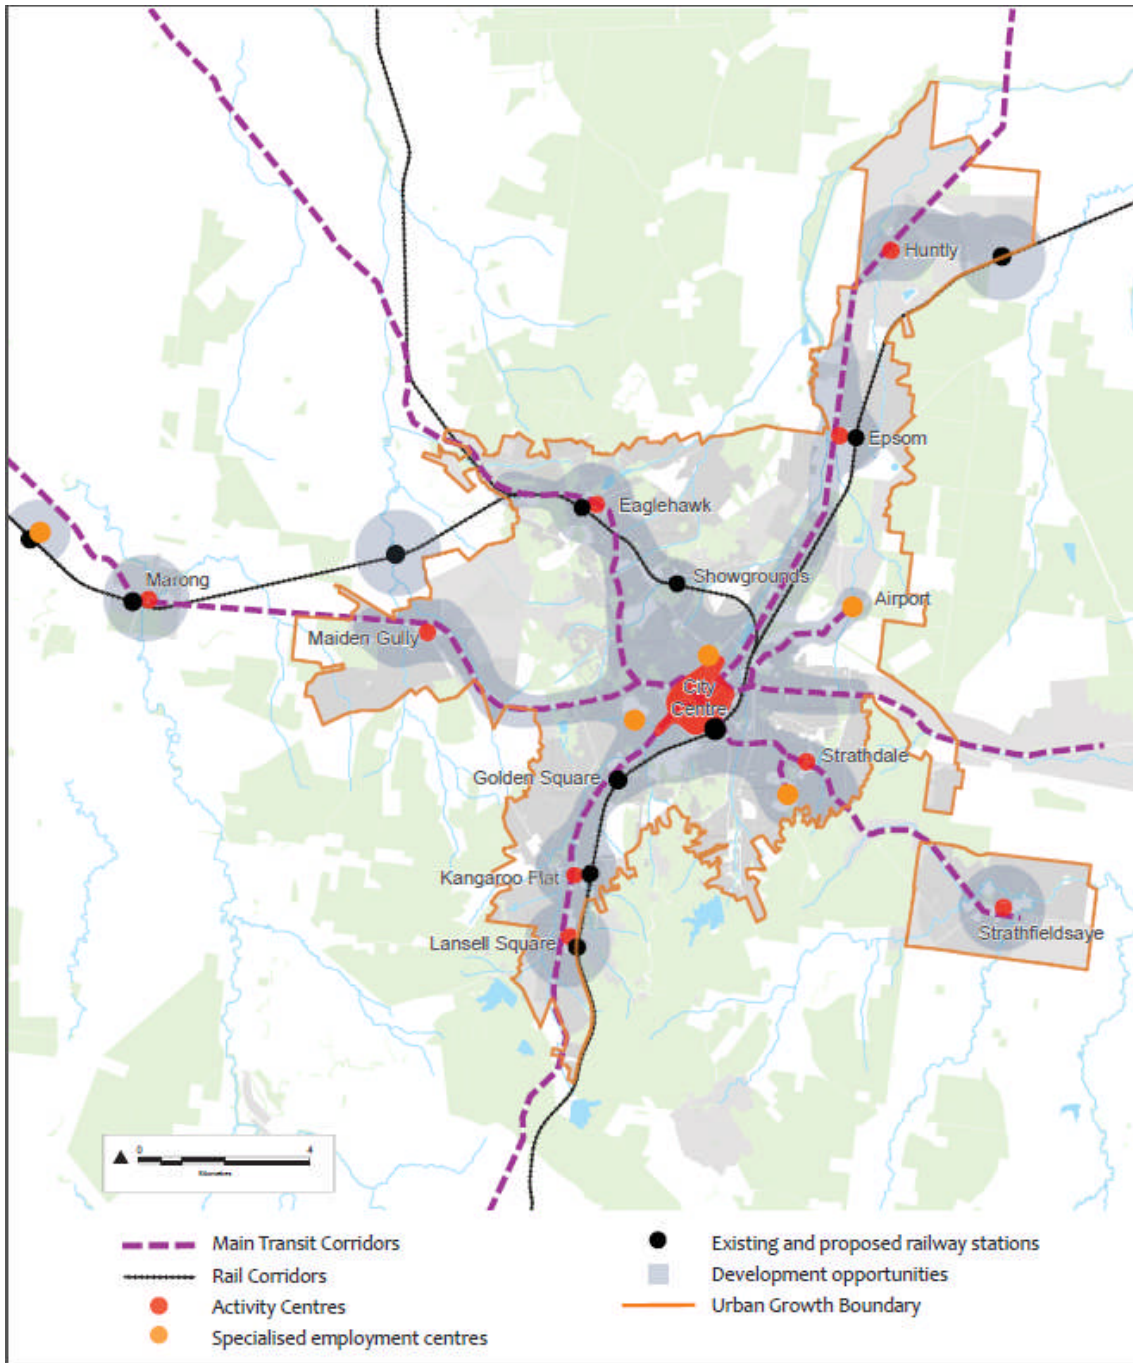 Huntly
Epsom
Eaglehawk
Showgrounds
Marong
Airport
Maiden Gully
City
Centre
Strathdale
Golden Square
Kangaroo Flat
Lansell Square
Strathfieldsaye
0 4
Kilometres
Main Transit Corridors
Rail Corridors
Activity Centres
Specialised employment centres
Existing and proposed railway stations
Development opportunities
Urban Growth Boundary